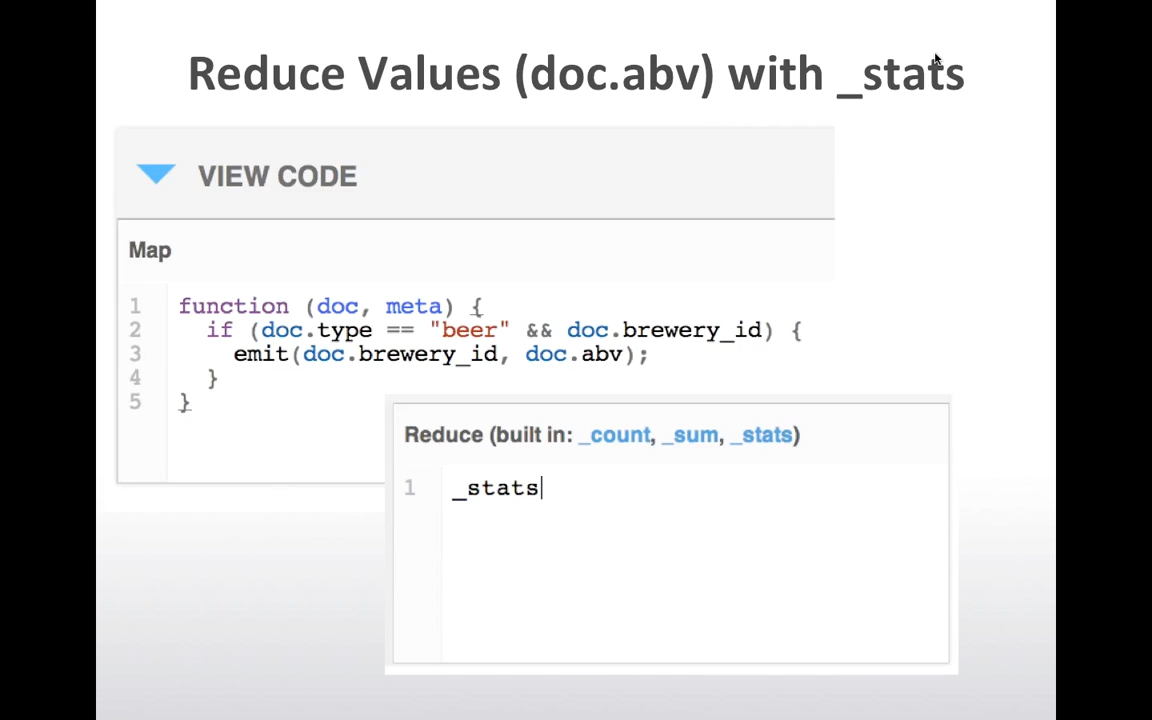 Reduce Values (doc.abv) with _stats
VIEW CODE
Map
1 function (doc, meta) {
2 if (doc.type == "beer" && doc.brewery_id) {
3 emit(doc.brewery_id, doc.abv);
4 }
5 }
Reduce (built in: _count, _sum, _stats)
1 _stats